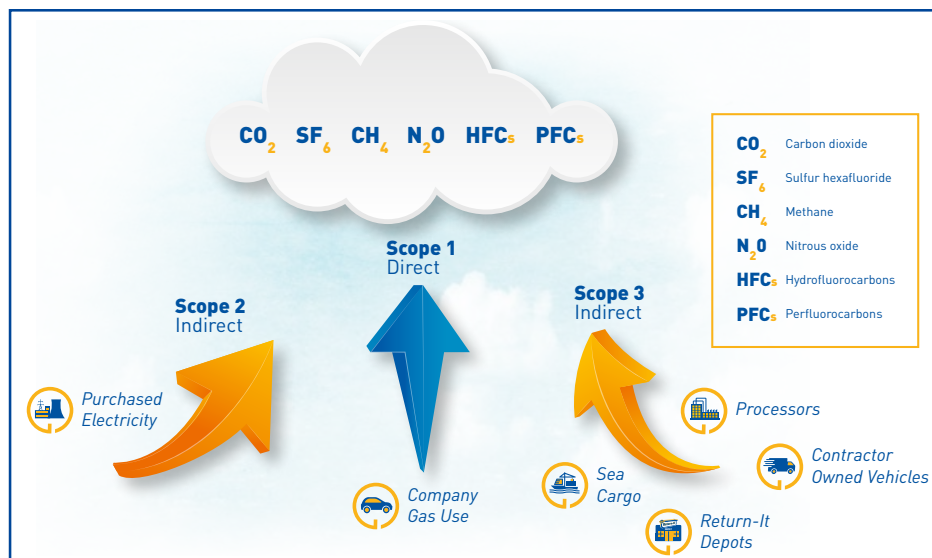 CO2 SF6 CH4 N2O HFCs PFCs
CO2 Carbon dioxide
SF6 Sulfur hexafluoride
CH4 Methane
N2O Nitrous oxide
HFCs Hydrofluorocarbons
PFCs Perfluorocarbons
Scope 1
Direct
Scope 2
Indirect
Scope 3
Indirect
Purchased
Electricity
Company
Gas Use
Processors
Contractor
Owned Vehicles
Sea
Cargo
Return-It
Depots